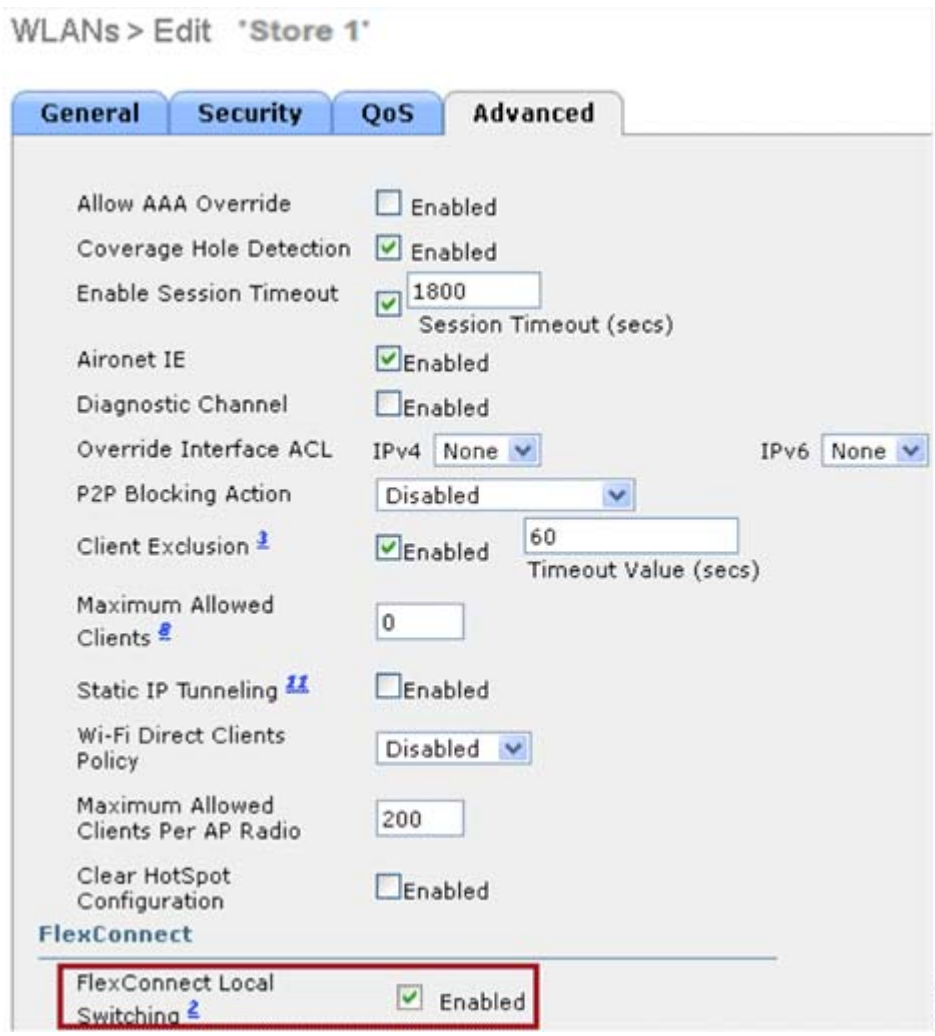 WLANs > Edit 'Store 1'
General Security QoS Advanced
Allow AAA Override Enabled
Coverage Hole Detection Enabled
Enable Session Timeout 1800
Session Timeout (secs)
Aironet IE Enabled
Diagnostic Channel Enabled
Override Interface ACL IPv4 None IPv6 None
P2P Blocking Action Disabled
Client Exclusion 3 Enabled 60
Timeout Value (secs)
Maximum Allowed
Clients 8 0
Static IP Tunneling 11 Enabled
Wi-Fi Direct Clients
Policy Disabled
Maximum Allowed
Clients Per AP Radio 200
Clear HotSpot
Configuration Enabled
FlexConnect
FlexConnect Local
Switching 2 Enabled